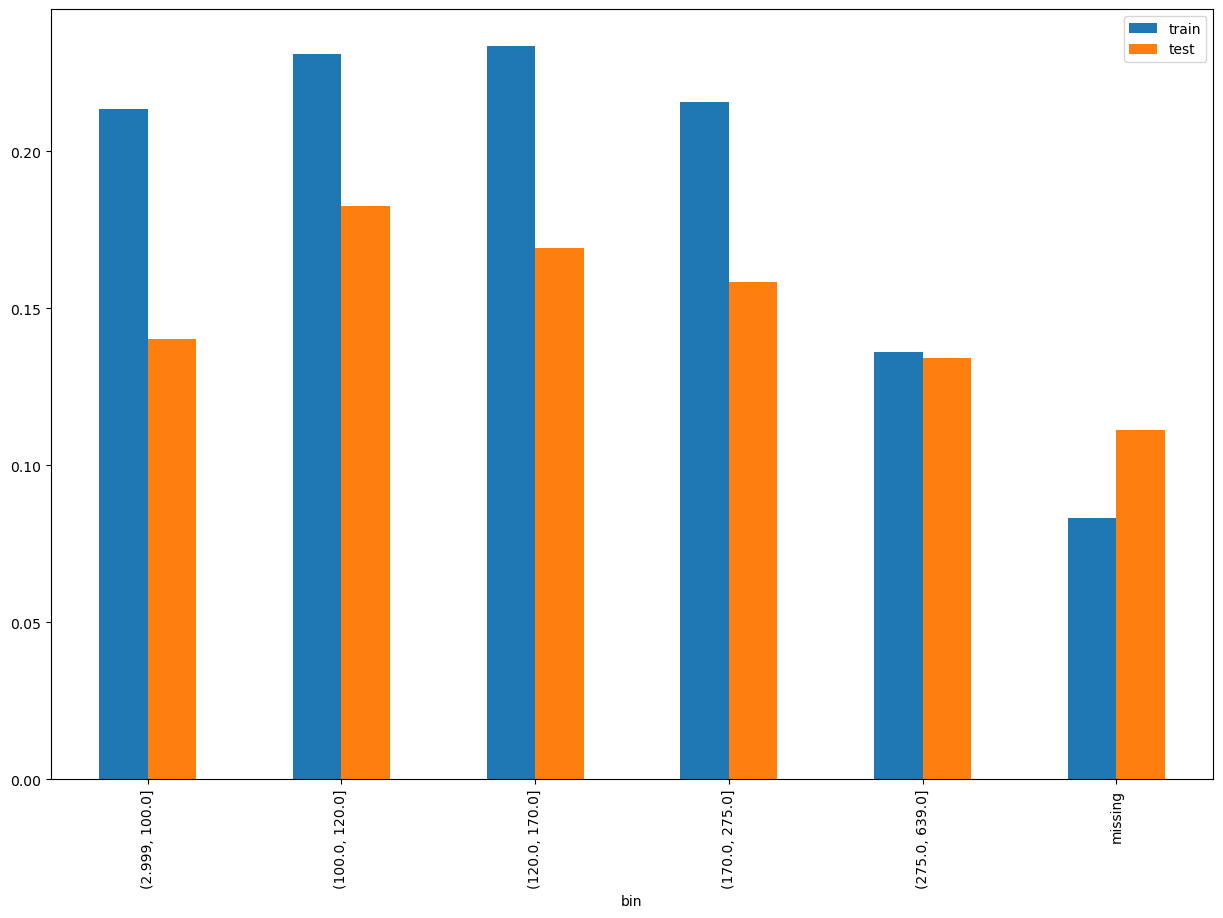 train
test
0.20
0.15
0.10
0.05
0.00
(2.999, 100.0]
(100.0, 120.0]
(120.0, 170.0]
(170.0, 275.0]
(275.0, 639.0]
missing
bin